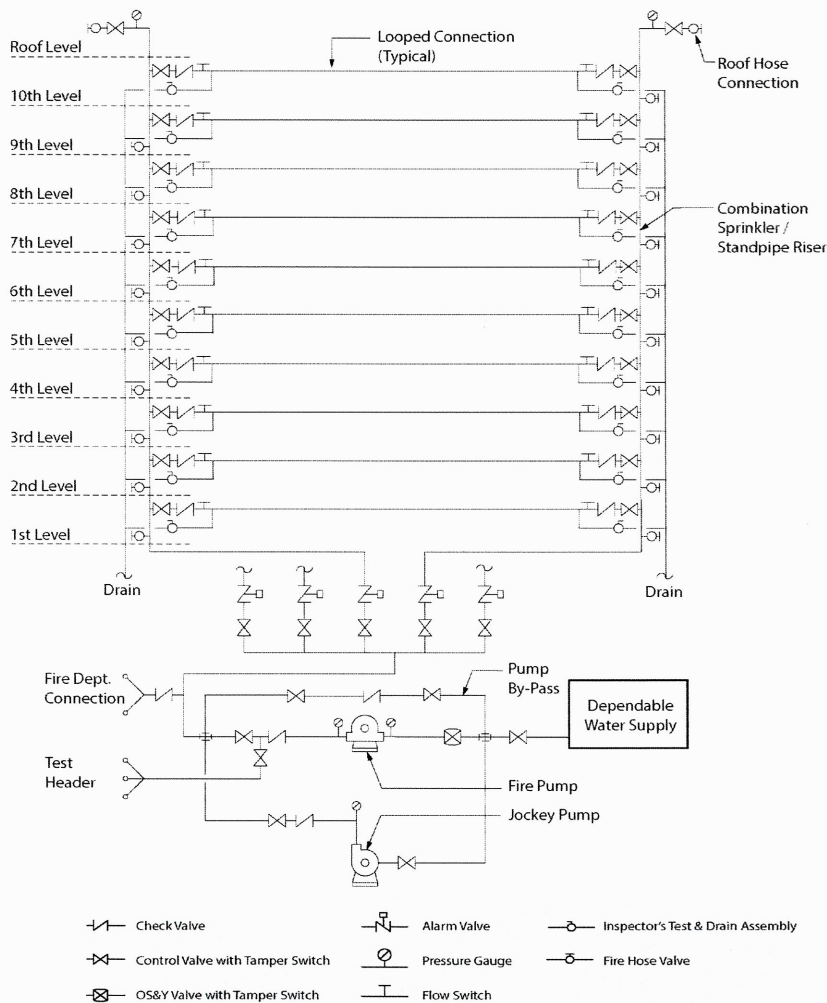 Roof Level
10th Level
9th Level
8th Level
7th Level
6th Level
5th Level
4th Level
3rd Level
2nd Level
1st Level
Looped Connection
(Typical)
Roof Hose
Connection
Combination
Sprinkler /
Standpipe Riser
Drain
Drain
Fire Dept.
Connection
Pump
By-Pass
Dependable
Water Supply
Test
Header
Fire Pump
Jockey Pump
Check Valve
Alarm Valve
Inspector's Test & Drain Assembly
Control Valve with Tamper Switch
Pressure Gauge
Fire Hose Valve
OS&Y Valve with Tamper Switch
Flow Switch